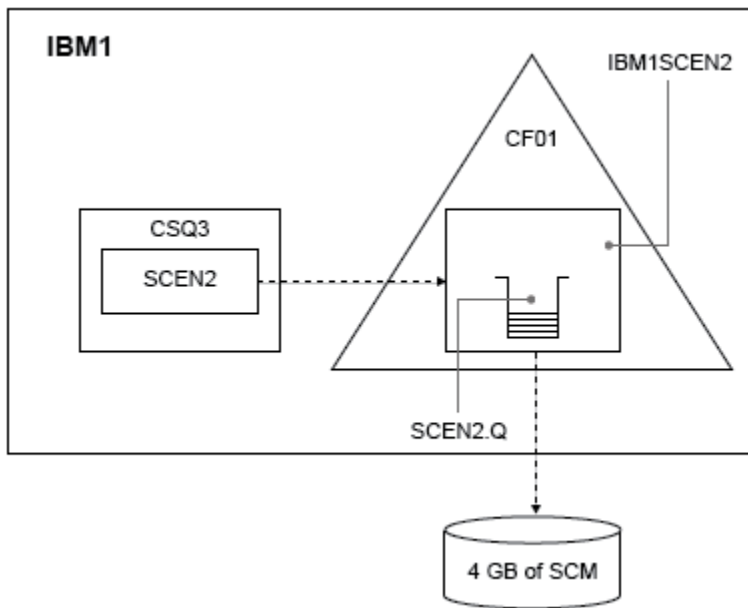 IBM1
IBM1SCEN2
CF01
CSQ3
SCEN2
SCEN2.Q
4 GB of SCM